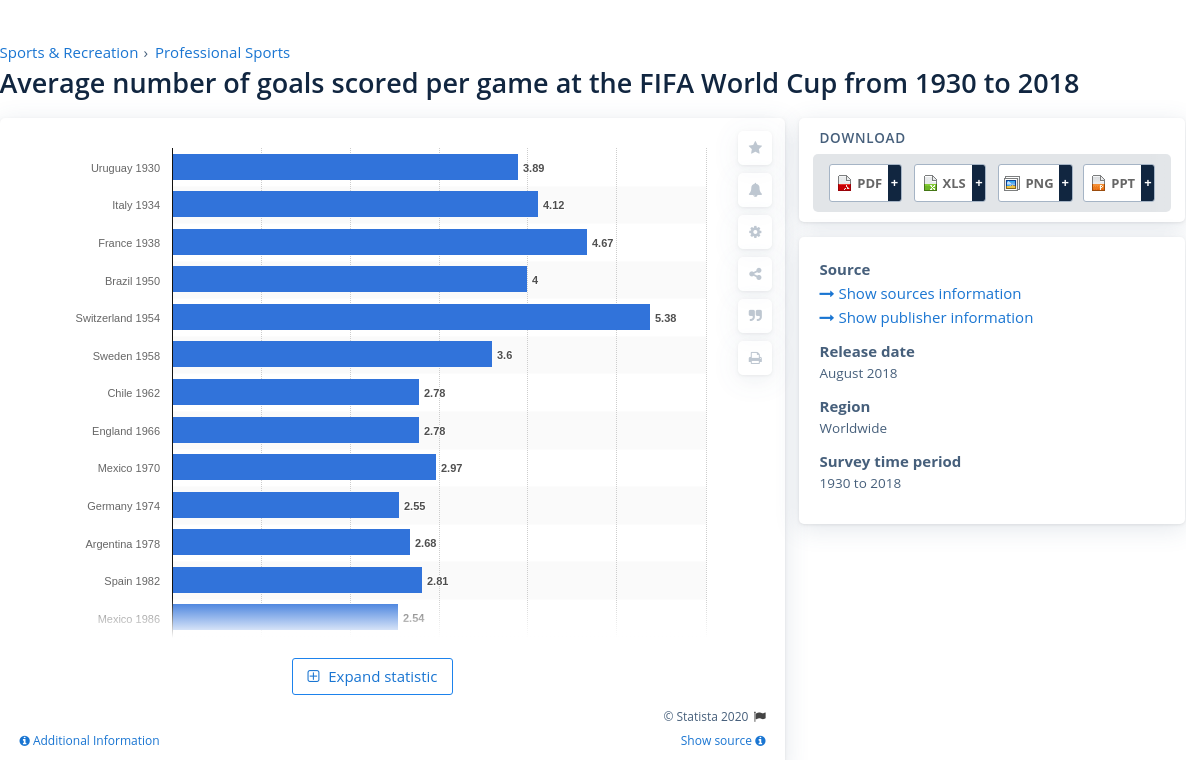 Sports & Recreation › Professional Sports
Average number of goals scored per game at the FIFA World Cup from 1930 to 2018
Uruguay 1930 3.89
Italy 1934 4.12
France 1938 4.67
Brazil 1950 4
Switzerland 1954 5.38
Sweden 1958 3.6
Chile 1962 2.78
England 1966 2.78
Mexico 1970 2.97
Germany 1974 2.55
Argentina 1978 2.68
Spain 1982 2.81
Mexico 1986 2.54
Expand statistic
© Statista 2020
Additional Information Show source
DOWNLOAD
PDF + XLS + PNG + PPT +
Source
Show sources information
Show publisher information
Release date
August 2018
Region
Worldwide
Survey time period
1930 to 2018